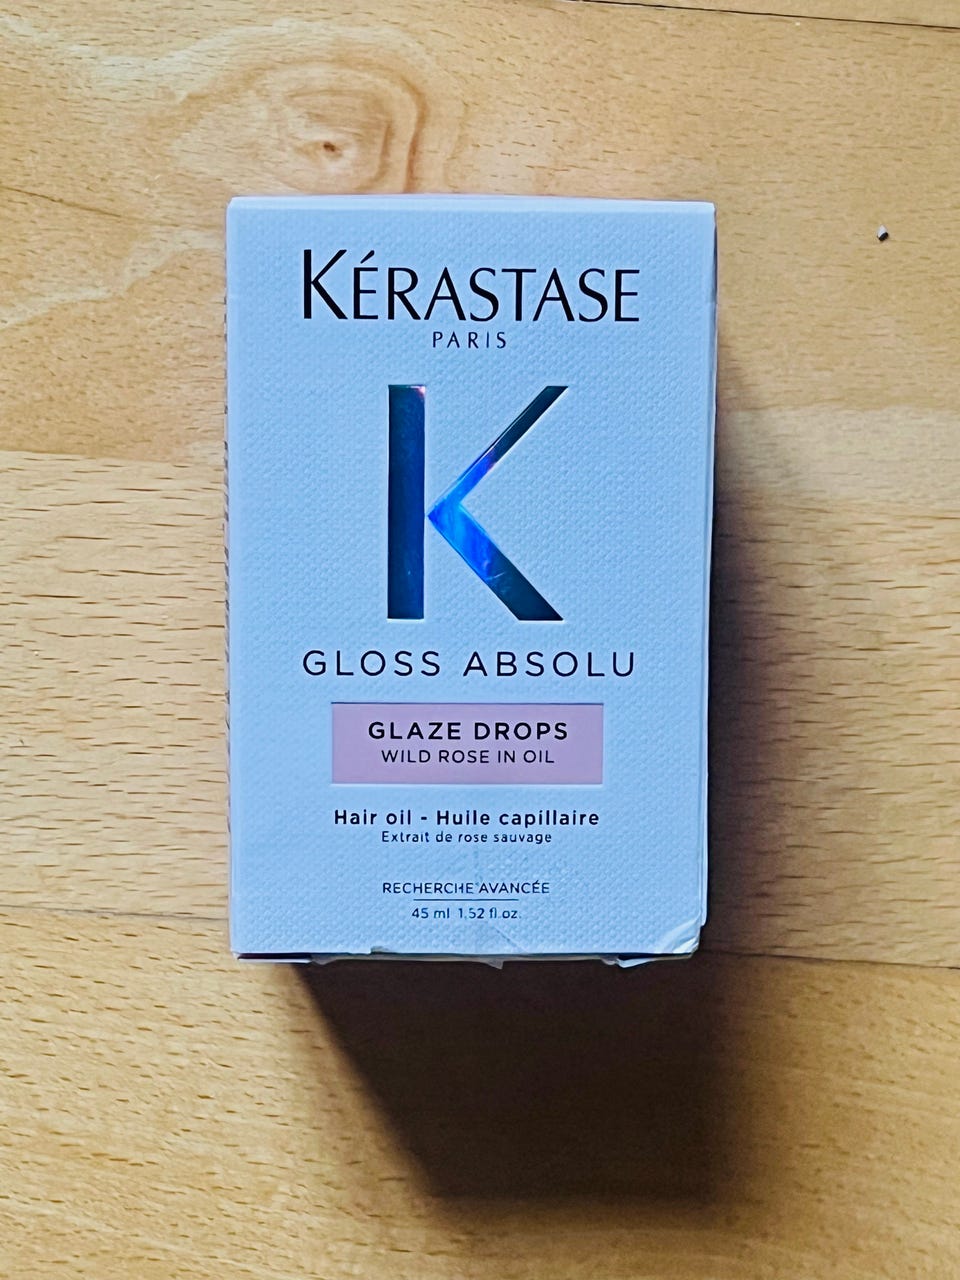 KÉRASTASE
PARIS
K
GLOSS ABSOLU
GLAZE DROPS
WILD ROSE IN OIL
Hair oil - Huile capillaire
Extrait de rose sauvage
RECHERCHE AVANCÉE
45 ml 1.52 fl.oz.